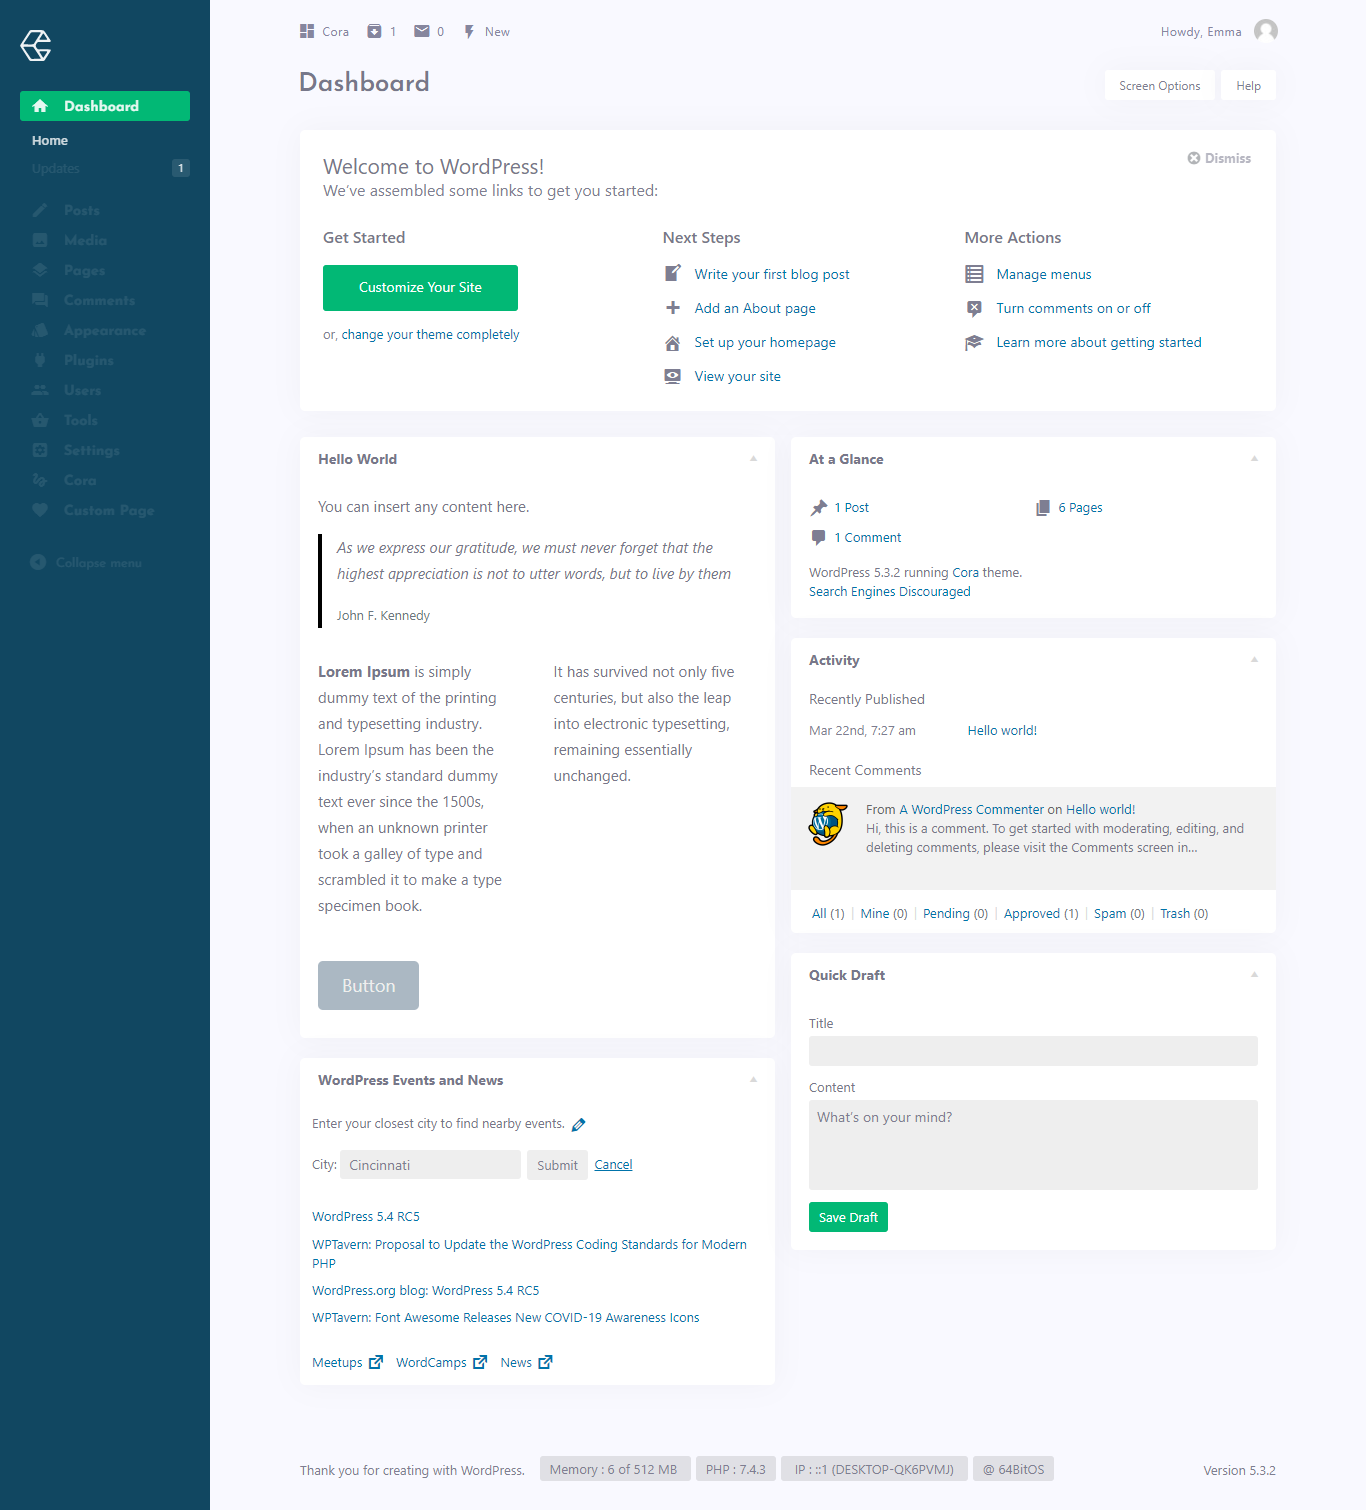 Cora 1 0 New
Howdy, Emma
Dashboard
Home
Updates 1
Posts
Media
Pages
Comments
Appearance
Plugins
Users
Tools
Settings
Cora
Custom Page
Collapse menu
Dashboard
Screen Options Help
Welcome to WordPress!
Dismiss
We've assembled some links to get you started:
Get Started
Customize Your Site
or, change your theme completely
Next Steps
Write your first blog post
Add an About page
Set up your homepage
View your site
More Actions
Manage menus
Turn comments on or off
Learn more about getting started
Hello World
You can insert any content here.
As we express our gratitude, we must never forget that the
highest appreciation is not to utter words, but to live by them
John F. Kennedy
Lorem Ipsum is simply
dummy text of the printing
and typesetting industry.
Lorem Ipsum has been the
industry's standard dummy
text ever since the 1500s,
when an unknown printer
took a galley of type and
scrambled it to make a type
specimen book.
It has survived not only five
centuries, but also the leap
into electronic typesetting,
remaining essentially
unchanged.
Button
WordPress Events and News
Enter your closest city to find nearby events.
City: Cincinnati Submit Cancel
WordPress 5.4 RC5
WPTavern: Proposal to Update the WordPress Coding Standards for Modern
PHP
WordPress.org blog: WordPress 5.4 RC5
WPTavern: Font Awesome Releases New COVID-19 Awareness Icons
Meetups WordCamps News
At a Glance
1 Post 6 Pages
1 Comment
WordPress 5.3.2 running Cora theme.
Search Engines Discouraged
Activity
Recently Published
Mar 22nd, 7:27 am Hello world!
Recent Comments
From A WordPress Commenter on Hello world!
Hi, this is a comment. To get started with moderating, editing, and
deleting comments, please visit the Comments screen in…
All (1) | Mine (0) | Pending (0) | Approved (1) | Spam (0) | Trash (0)
Quick Draft
Title
Content
What's on your mind?
Save Draft
Thank you for creating with WordPress. Memory : 6 of 512 MB PHP : 7.4.3 IP : ::1 (DESKTOP-QK6PVMJ) @ 64BitOS Version 5.3.2